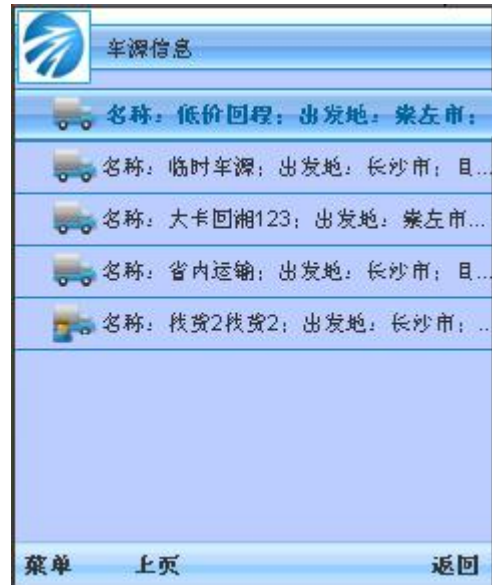 车源信息
名称：低价回程；出发地：崇左市；
名称：临时车源；出发地：长沙市；目...
名称：大卡回湘123；出发地：崇左市...
名称：省内运输；出发地：长沙市；目...
名称：找货2找货2；出发地：长沙市；..
菜单 上页 返回